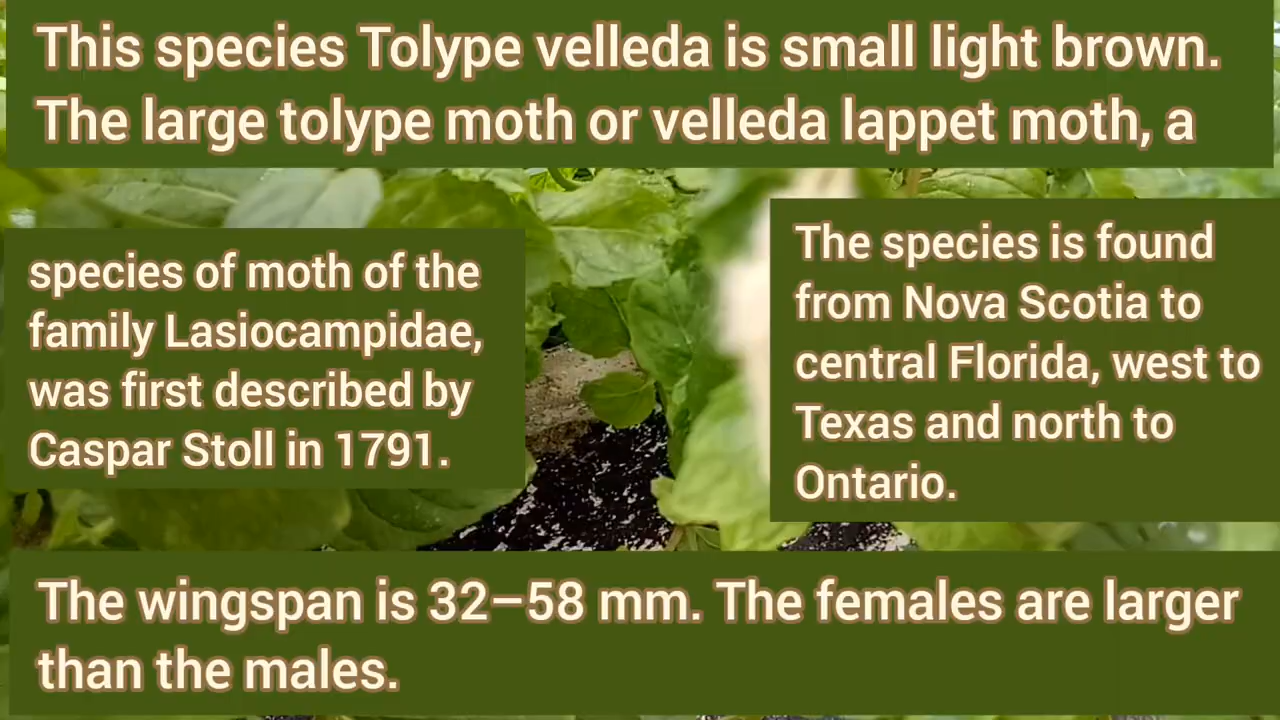 This species Tolype velleda is small light brown.
The large tolype moth or velleda lappet moth, a
species of moth of the
family Lasiocampidae,
was first described by
Caspar Stoll in 1791.
The species is found
from Nova Scotia to
central Florida, west to
Texas and north to
Ontario.
The wingspan is 32–58 mm. The females are larger
than the males.